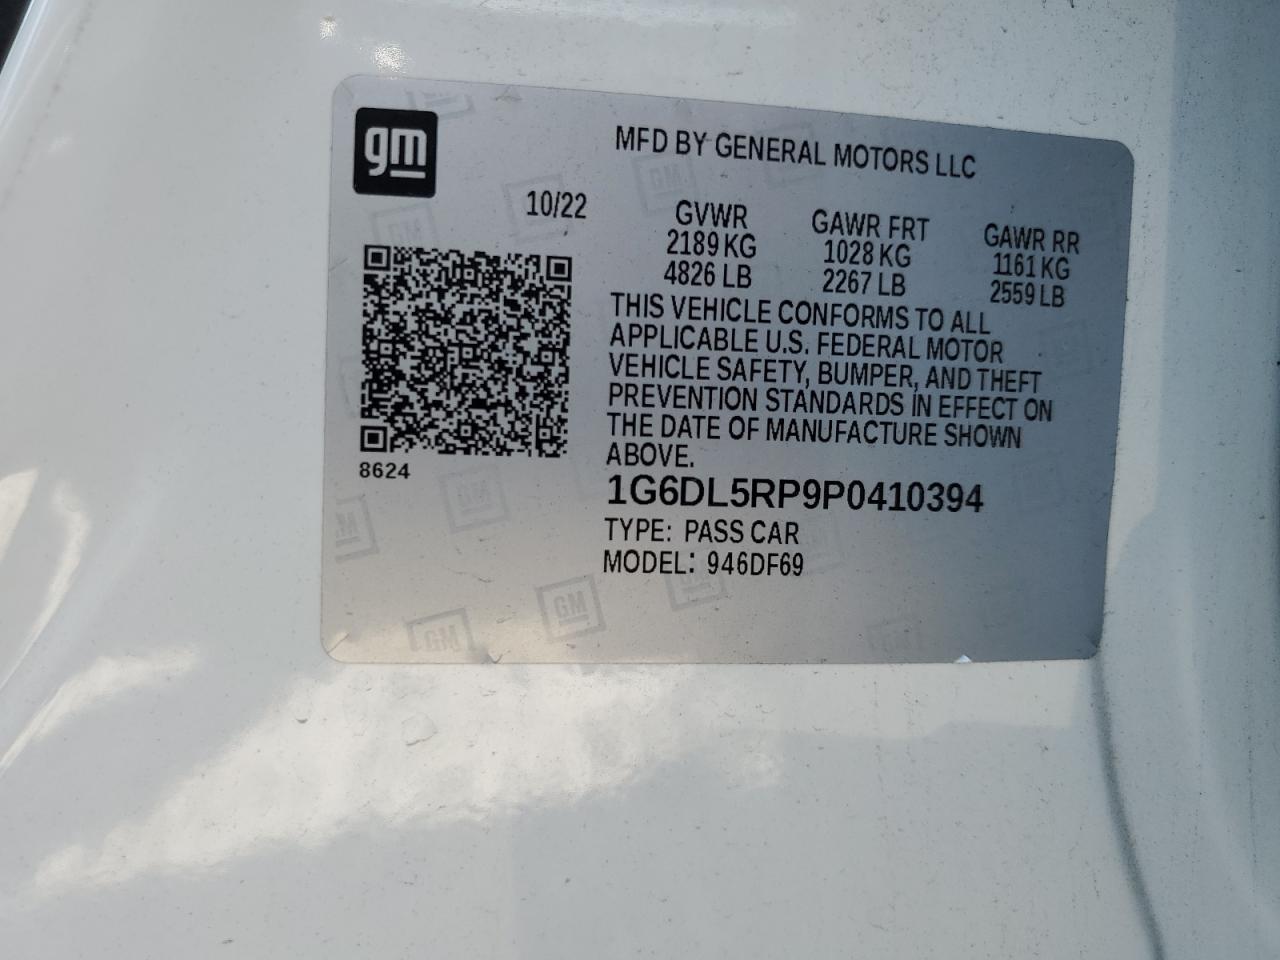 gm
MFD BY GENERAL MOTORS LLC
10/22
GVWR GAWR FRT GAWR RR
2189 KG 1028 KG 1161 KG
4826 LB 2267 LB 2559 LB
THIS VEHICLE CONFORMS TO ALL
APPLICABLE U.S. FEDERAL MOTOR
VEHICLE SAFETY, BUMPER, AND THEFT
PREVENTION STANDARDS IN EFFECT ON
THE DATE OF MANUFACTURE SHOWN
ABOVE.
8624
1G6DL5RP9P0410394
TYPE: PASS CAR
MODEL: 946DF69
GM
GM